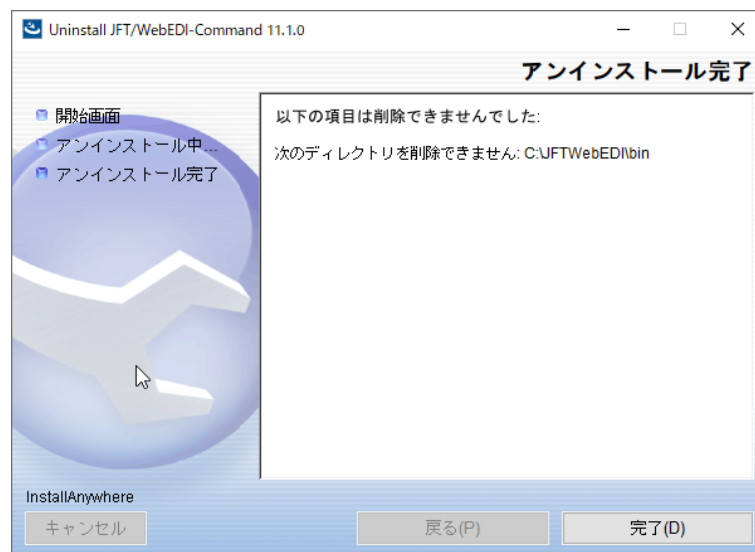 Uninstall JFT/WebEDI-Command 11.1.0
アンインストール完了
開始画面
アンインストール中...
アンインストール完了
以下の項目は削除できませんでした:
次のディレクトリを削除できません: C:\JFTWebEDI\bin
InstallAnywhere
キャンセル
戻る(P)
完了(D)